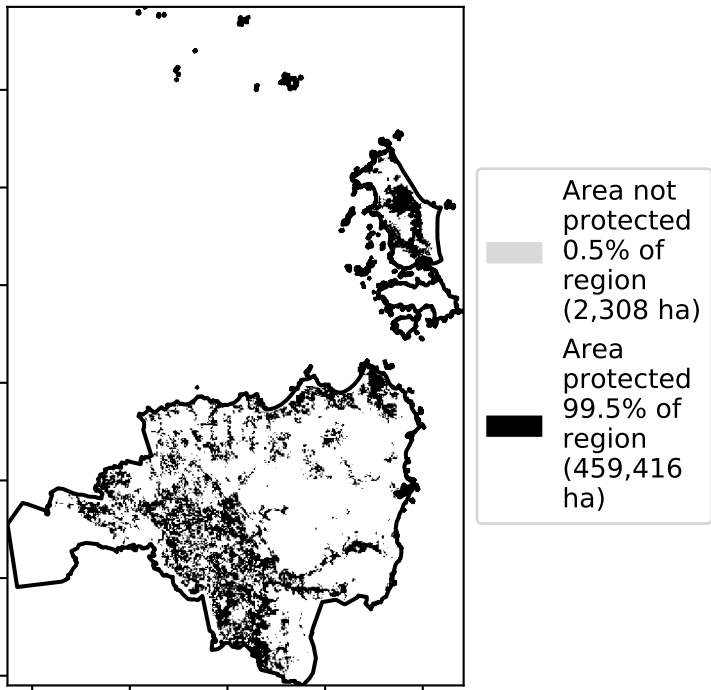 Area not
protected
0.5% of
region
(2,308 ha)
Area
protected
99.5% of
region
(459,416
ha)